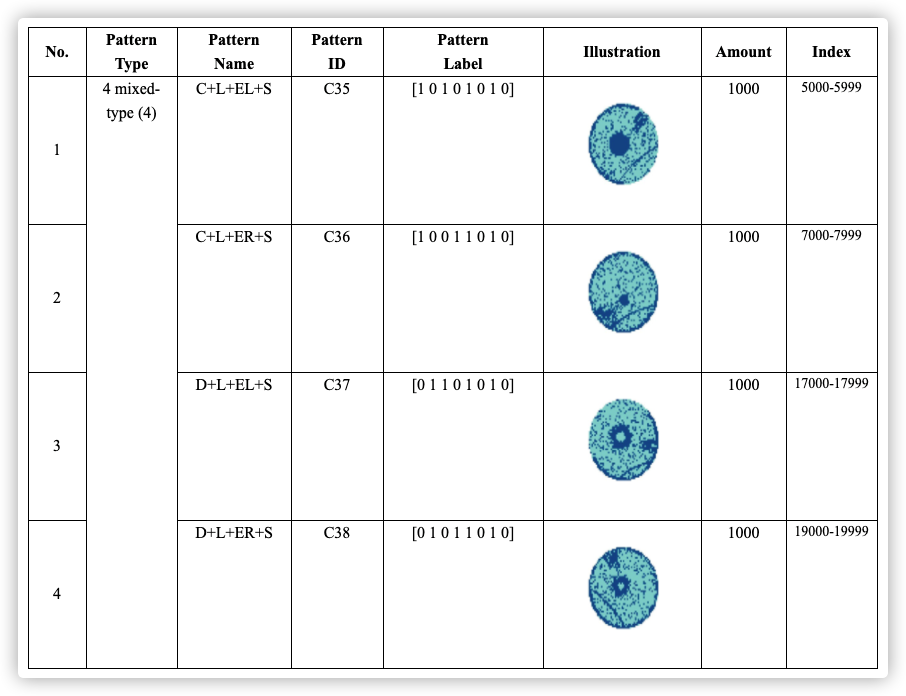 No. Pattern Type Pattern Name Pattern ID Pattern Label Illustration Amount Index
1 4 mixed-type (4) C+L+EL+S C35 [1 0 1 0 1 0 1 0] 1000 5000-5999
2 C+L+ER+S C36 [1 0 0 1 1 0 1 0] 1000 7000-7999
3 D+L+EL+S C37 [0 1 1 0 1 0 1 0] 1000 17000-17999
4 D+L+ER+S C38 [0 1 0 1 1 0 1 0] 1000 19000-19999